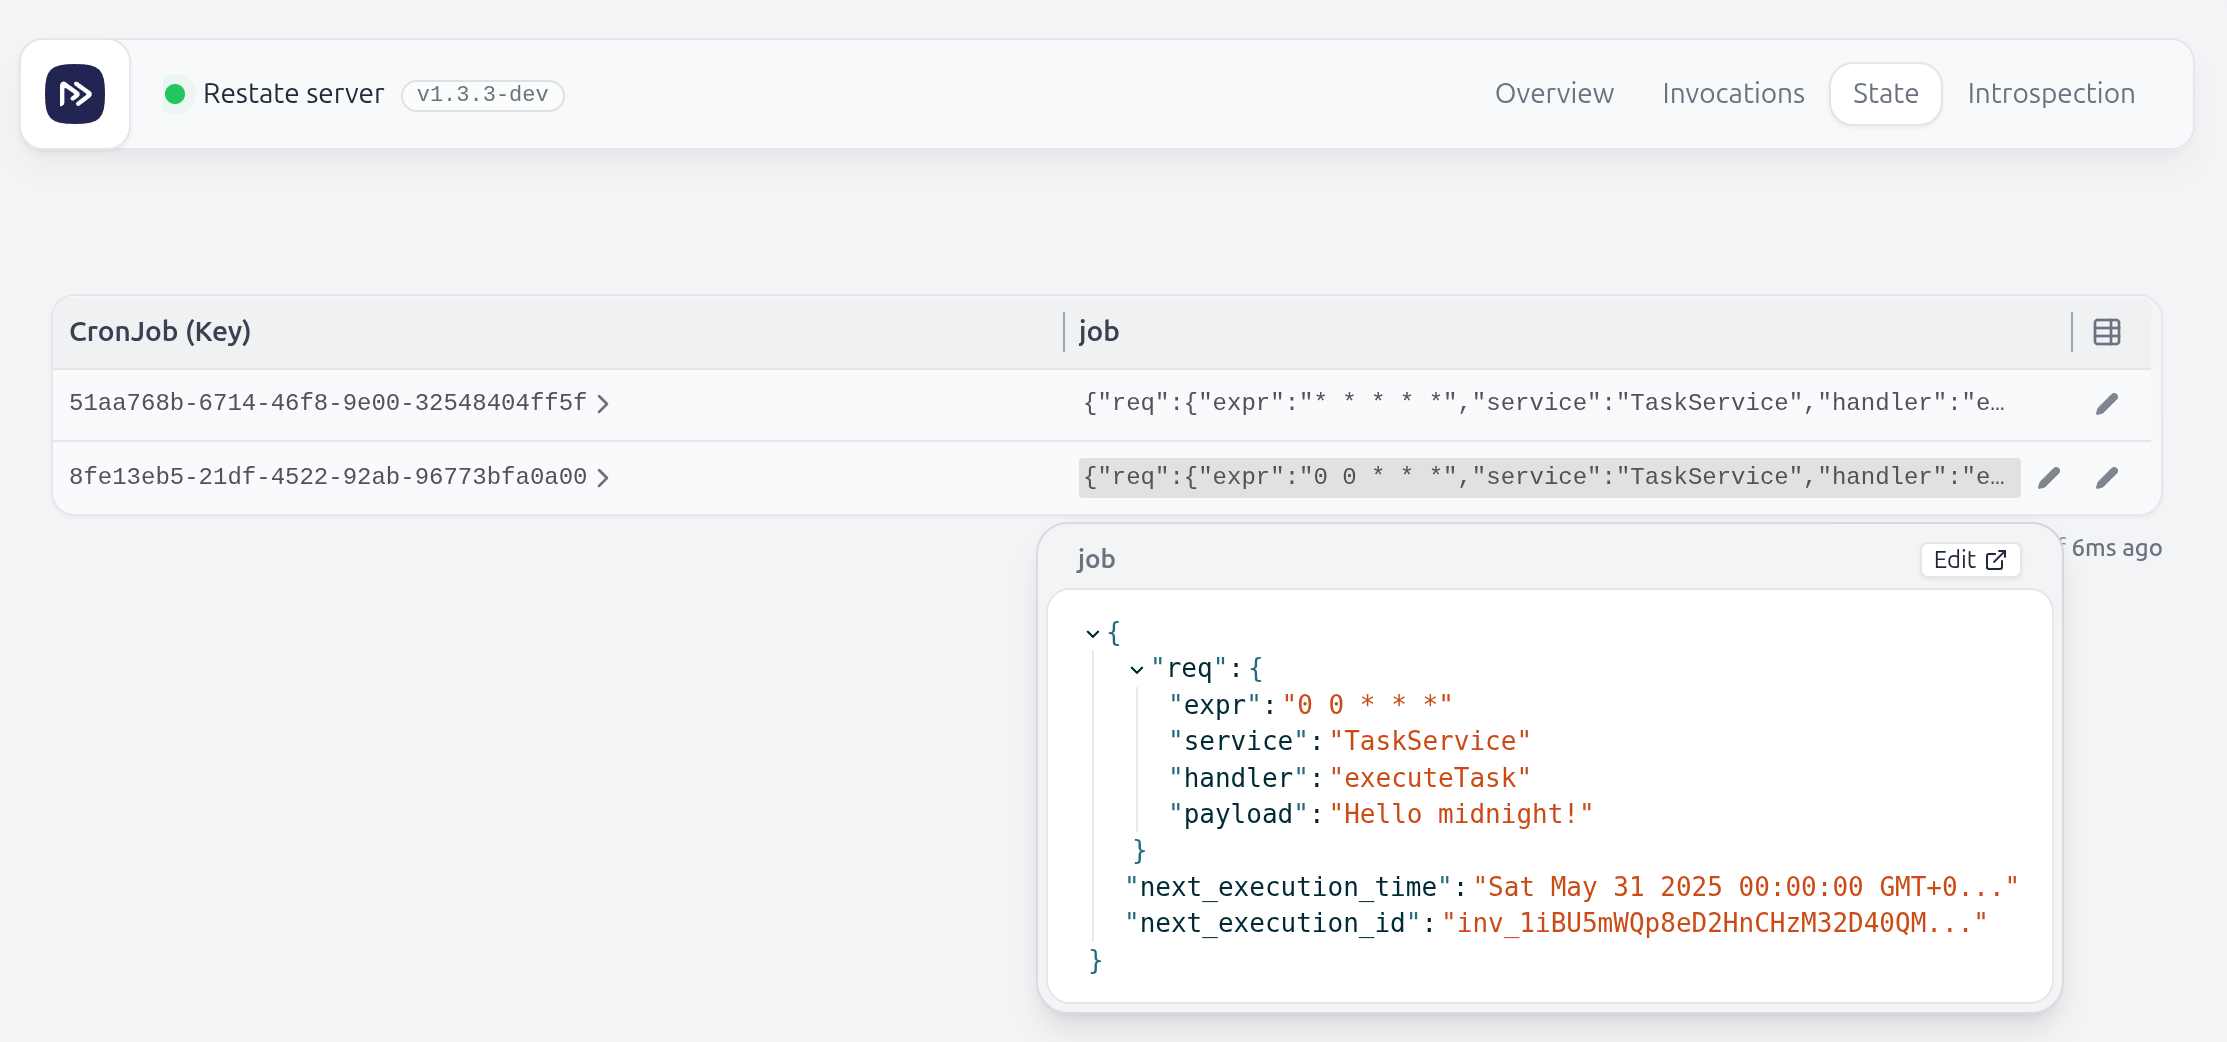 Restate server v1.3.3-dev Overview Invocations State Introspection
CronJob (Key) job
51aa768b-6714-46f8-9e00-32548404ff5f {"req":{"expr":"* * * * *","service":"TaskService","handler":"e…
8fe13eb5-21df-4522-92ab-96773bfa0a00 {"req":{"expr":"0 0 * * *","service":"TaskService","handler":"e…
6ms ago
job Edit
{
"req":{
"expr":"0 0 * * *"
"service":"TaskService"
"handler":"executeTask"
"payload":"Hello midnight!"
}
"next_execution_time":"Sat May 31 2025 00:00:00 GMT+0..."
"next_execution_id":"inv_1iBU5mWQp8eD2HnCHzM32D40QM..."
}